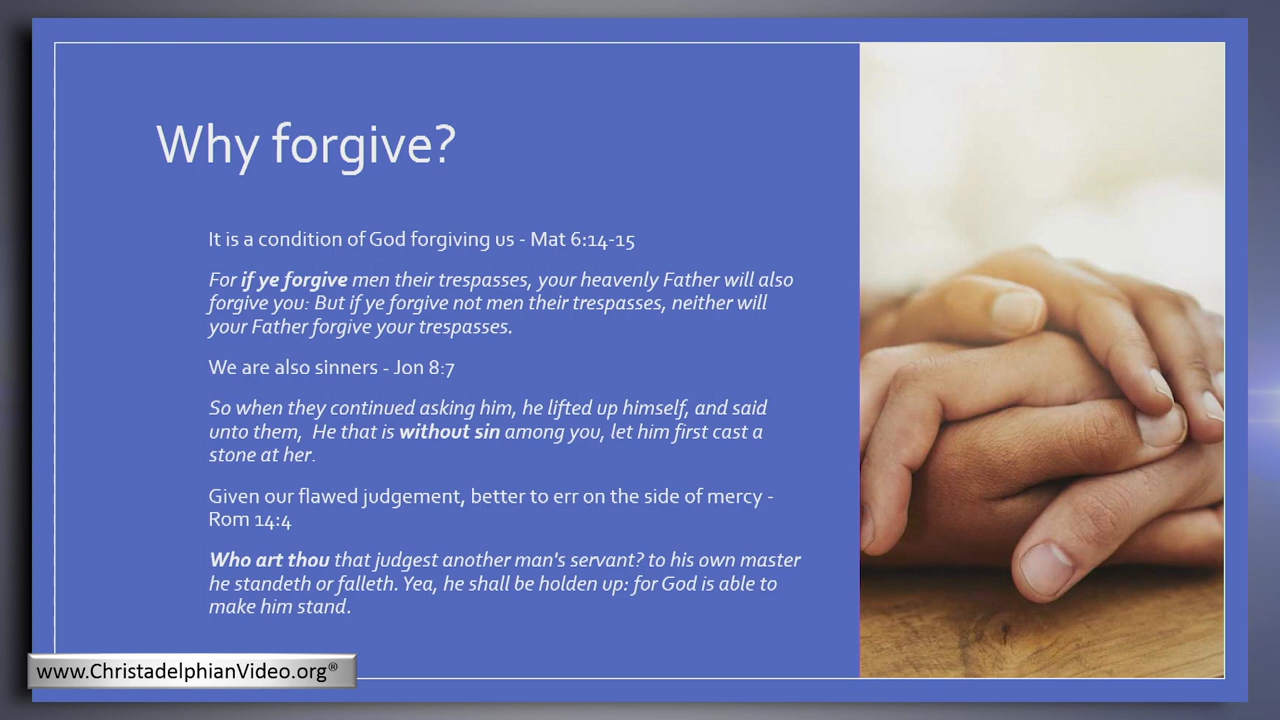 Why forgive?
It is a condition of God forgiving us - Mat 6:14-15
For if ye forgive men their trespasses, your heavenly Father will also
forgive you: But if ye forgive not men their trespasses, neither will
your Father forgive your trespasses.
We are also sinners - Jon 8:7
So when they continued asking him, he lifted up himself, and said
unto them,  He that is without sin among you, let him first cast a
stone at her.
Given our flawed judgement, better to err on the side of mercy -
Rom 14:4
Who art thou that judgest another man's servant? to his own master
he standeth or falleth. Yea, he shall be holden up: for God is able to
make him stand.
www.ChristadelphianVideo.org®